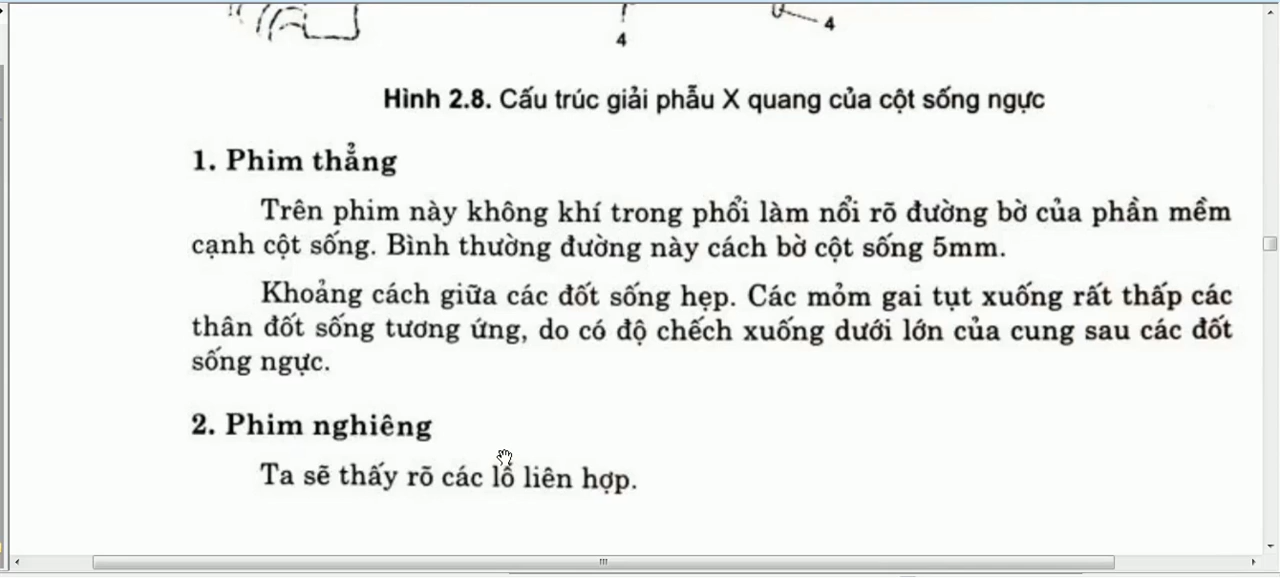 4
4
Hình 2.8. Cấu trúc giải phẫu X quang của cột sống ngực
1. Phim thẳng
Trên phim này không khí trong phổi làm nổi rõ đường bờ của phần mềm
cạnh cột sống. Bình thường đường này cách bờ cột sống 5mm.
Khoảng cách giữa các đốt sống hẹp. Các mỏm gai tụt xuống rất thấp các
thân đốt sống tương ứng, do có độ chếch xuống dưới lớn của cung sau các đốt
sống ngực.
2. Phim nghiêng
Ta sẽ thấy rõ các lỗ liên hợp.